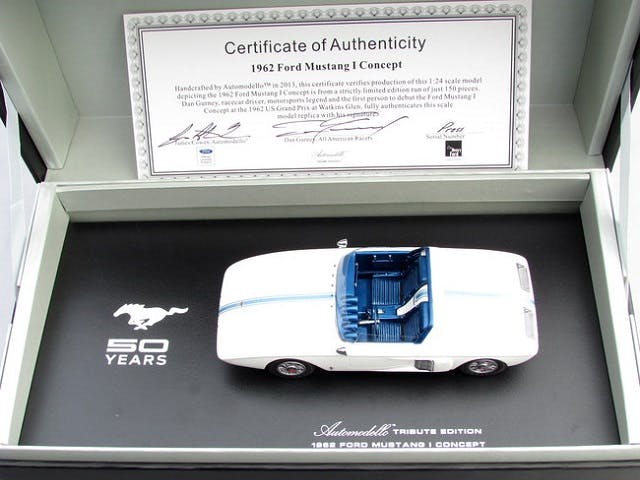 Certificate of Authenticity
1962 Ford Mustang I Concept
Handcrafted by Automodello™ in 2013, this certificate verifies production of this 1:24 scale model
depicting the 1962 Ford Mustang I Concept is from a strictly limited edition run of just 150 pieces.
Dan Gurney, racecar driver, motorsports legend and the first person to debut the Ford Mustang I
Concept at the 1962 US Grand Prix at Watkins Glen, fully authenticates this scale
model replica with his signature
Press
James Cowen, Automodello™
Dan Gurney, All American Racers
Serial Number
Automodello
50
YEARS
Automodello TRIBUTE EDITION
1962 FORD MUSTANG I CONCEPT